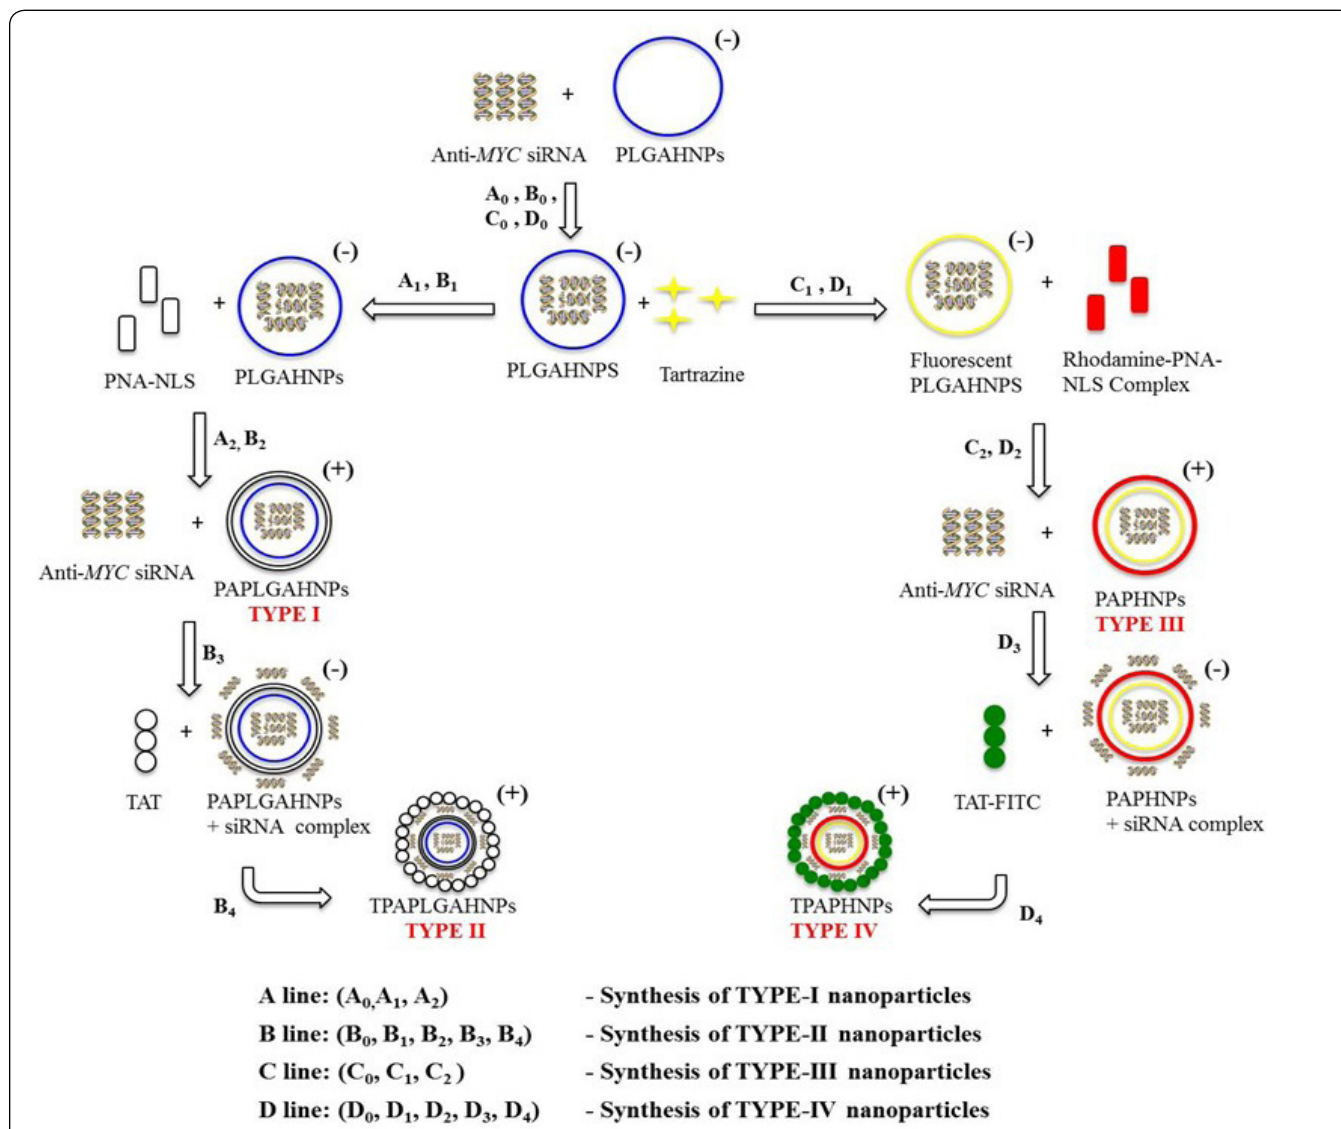 (-)
+
Anti-MYC siRNA
PLGAHNPs
A₀ , B₀ ,
C₀ , D₀
(-)
+
PNA-NLS
PLGAHNPs
A₁ , B₁
(-)
+
PLGAHNPS
Tartrazine
C₁ , D₁
(-)
+
Fluorescent
PLGAHNPS
Rhodamine-PNA-
NLS Complex
A₂, B₂
C₂, D₂
(+)
+
Anti-MYC siRNA
PAPLGAHNPs
TYPE I
(+)
+
Anti-MYC siRNA
PAPHNPs
TYPE III
B₃
D₃
(-)
+
TAT
PAPLGAHNPs
+ siRNA complex
(-)
+
TAT-FITC
PAPHNPs
+ siRNA complex
(+)
B₄
TPAPLGAHNPs
TYPE II
(+)
TPAPHNPs
TYPE IV
D₄
A line: (A₀,A₁, A₂) - Synthesis of TYPE-I nanoparticles
B line: (B₀, B₁, B₂, B₃, B₄) - Synthesis of TYPE-II nanoparticles
C line: (C₀, C₁, C₂ ) - Synthesis of TYPE-III nanoparticles
D line: (D₀, D₁, D₂, D₃, D₄) - Synthesis of TYPE-IV nanoparticles